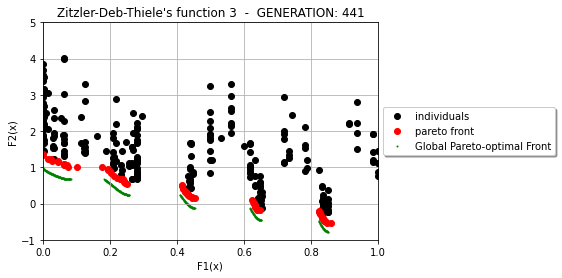 Zitzler-Deb-Thiele's function 3 - GENERATION: 441
5
4
3
2
1
0
−1
F2(x)
0.0 0.2 0.4 0.6 0.8 1.0
F1(x)
individuals
pareto front
Global Pareto-optimal Front